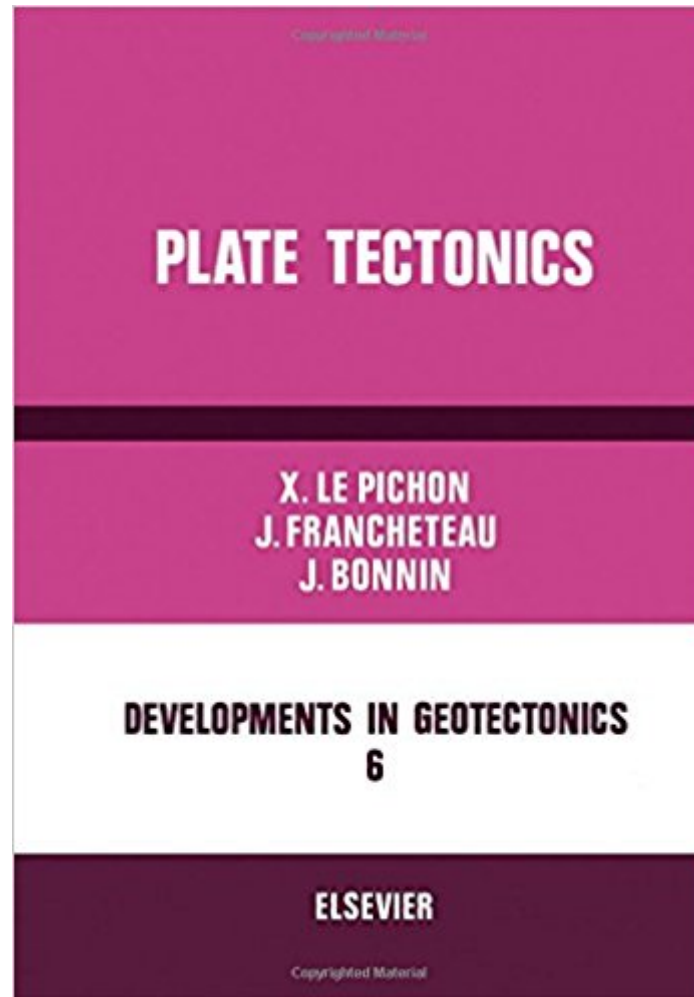 Copyrighted Material
PLATE TECTONICS
X. LE PICHON
J. FRANCHETEAU
J. BONNIN
DEVELOPMENTS IN GEOTECTONICS
6
ELSEVIER
Copyrighted Material